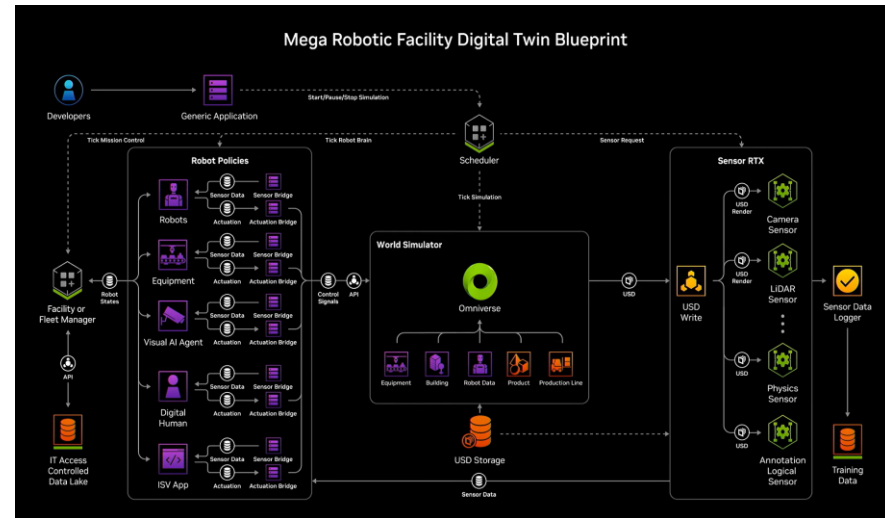 Mega Robotic Facility Digital Twin Blueprint
Developers
Generic Application
Start/Pause/Stop Simulation
Scheduler
Tick Mission Control
Tick Robot Brain
Sensor Request
Tick Simulation
Robot Policies
Robots
Sensor Data
Sensor Bridge
Actuation
Actuation Bridge
Equipment
Sensor Data
Sensor Bridge
Actuation
Actuation Bridge
Visual AI Agent
Sensor Data
Sensor Bridge
Actuation
Actuation Bridge
Digital
Human
Sensor Data
Sensor Bridge
Actuation
Actuation Bridge
ISV App
Sensor Data
Sensor Bridge
Actuation
Actuation Bridge
Facility or
Fleet Manager
Robot
States
API
IT Access
Controlled
Data Lake
Control
Signals
API
World Simulator
Omniverse
Equipment
Building
Robot Data
Product
Production Line
USD Storage
USD
Sensor Data
Sensor RTX
USD
Write
USD
Render
Camera
Sensor
USD
Render
LiDAR
Sensor
USD
Physics
Sensor
USD
Annotation
Logical
Sensor
Sensor Data
Logger
Training
Data